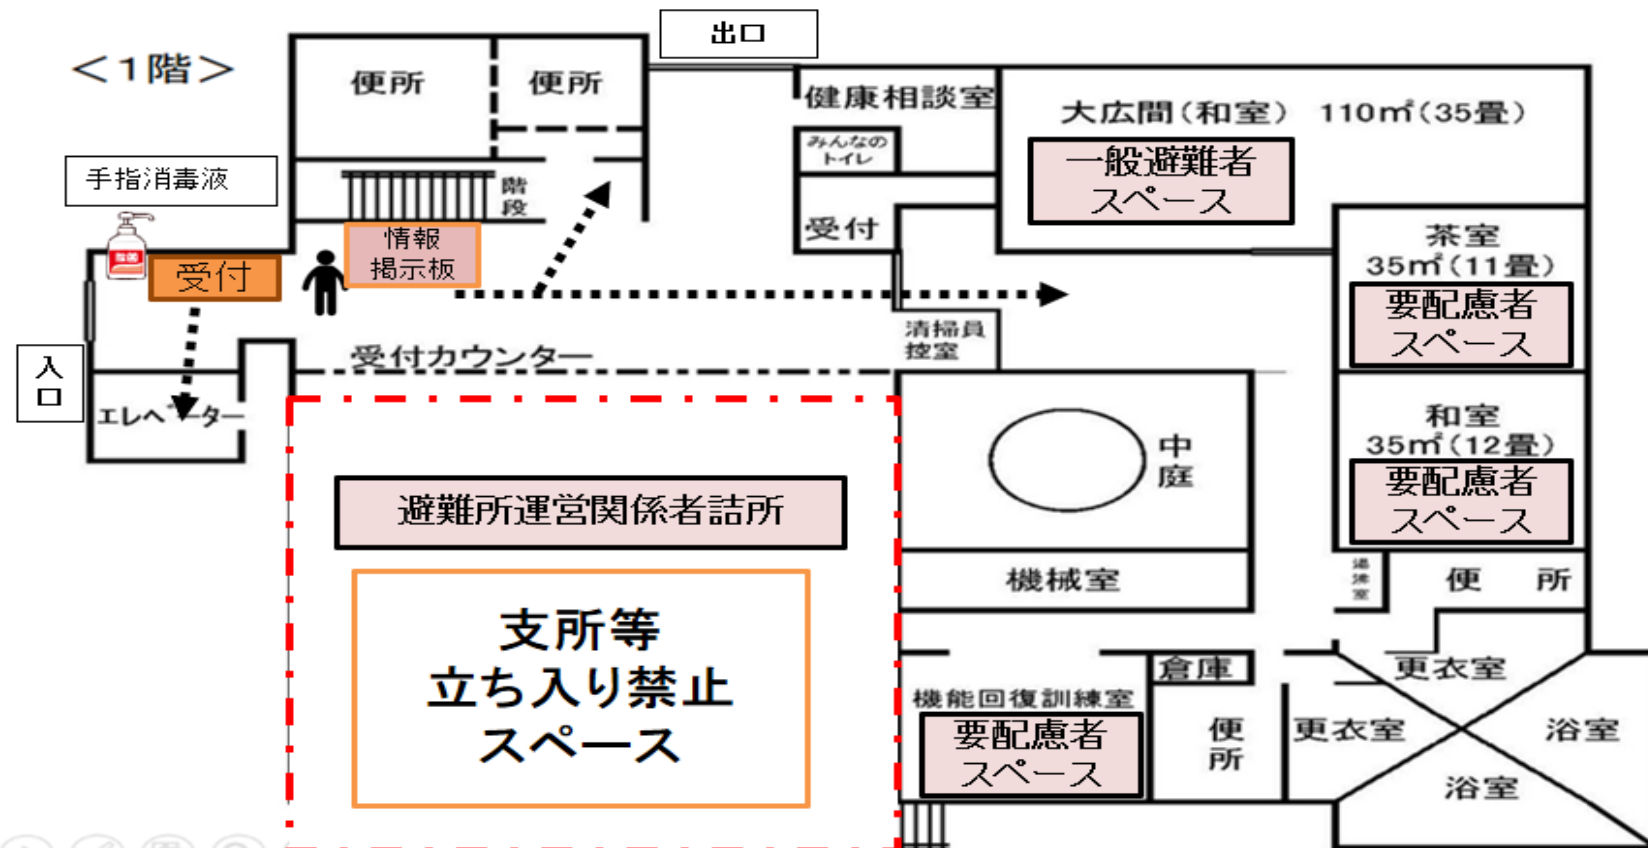 出口
<1階>
便所
便所
健康相談室
大広間(和室) 110㎡(35畳)
みんなの
トイレ
一般避難者
スペース
手指消毒液
階
段
受付
情報
掲示板
受付
茶室
35㎡(11畳)
要配慮者
スペース
清掃員
控室
受付カウンター
入
口
エレベーター
中
庭
和室
35㎡(12畳)
要配慮者
スペース
避難所運営関係者詰所
機械室
湯
沸
室
便 所
支所等
立ち入り禁止
スペース
倉庫
更衣室
機能回復訓練室
要配慮者
スペース
便
所
更衣室
浴室
浴室